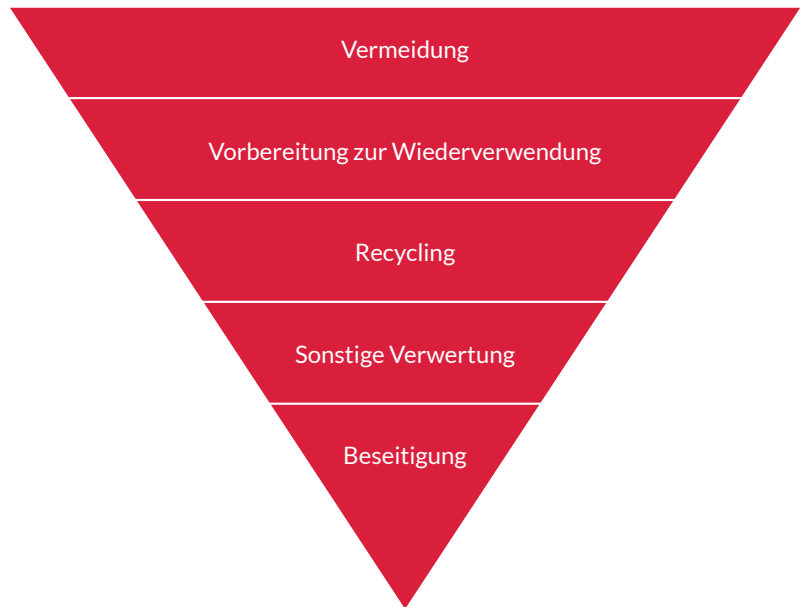 Vermeidung
Vorbereitung zur Wiederverwendung
Recycling
Sonstige Verwertung
Beseitigung